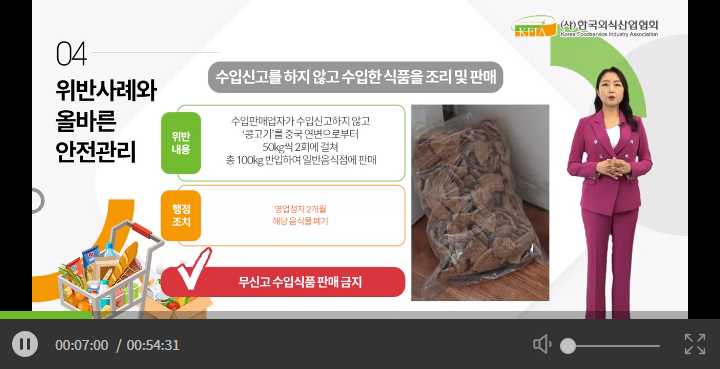 04
위반사례와
올바른
안전관리
KFIA
(사)한국외식산업협회
Korea Foodservice Industry Association
수입신고를 하지 않고 수입한 식품을 조리 및 판매
위반
내용
수입판매업자가 수입신고하지 않고
'콩고기'를 중국 연변으로부터
50kg씩 2회에 걸쳐
총 100kg 반입하여 일반음식점에 판매
행정
조치
영업정지 2개월
해당 음식물 폐기
무신고 수입식품 판매 금지
00:07:00 / 00:54:31